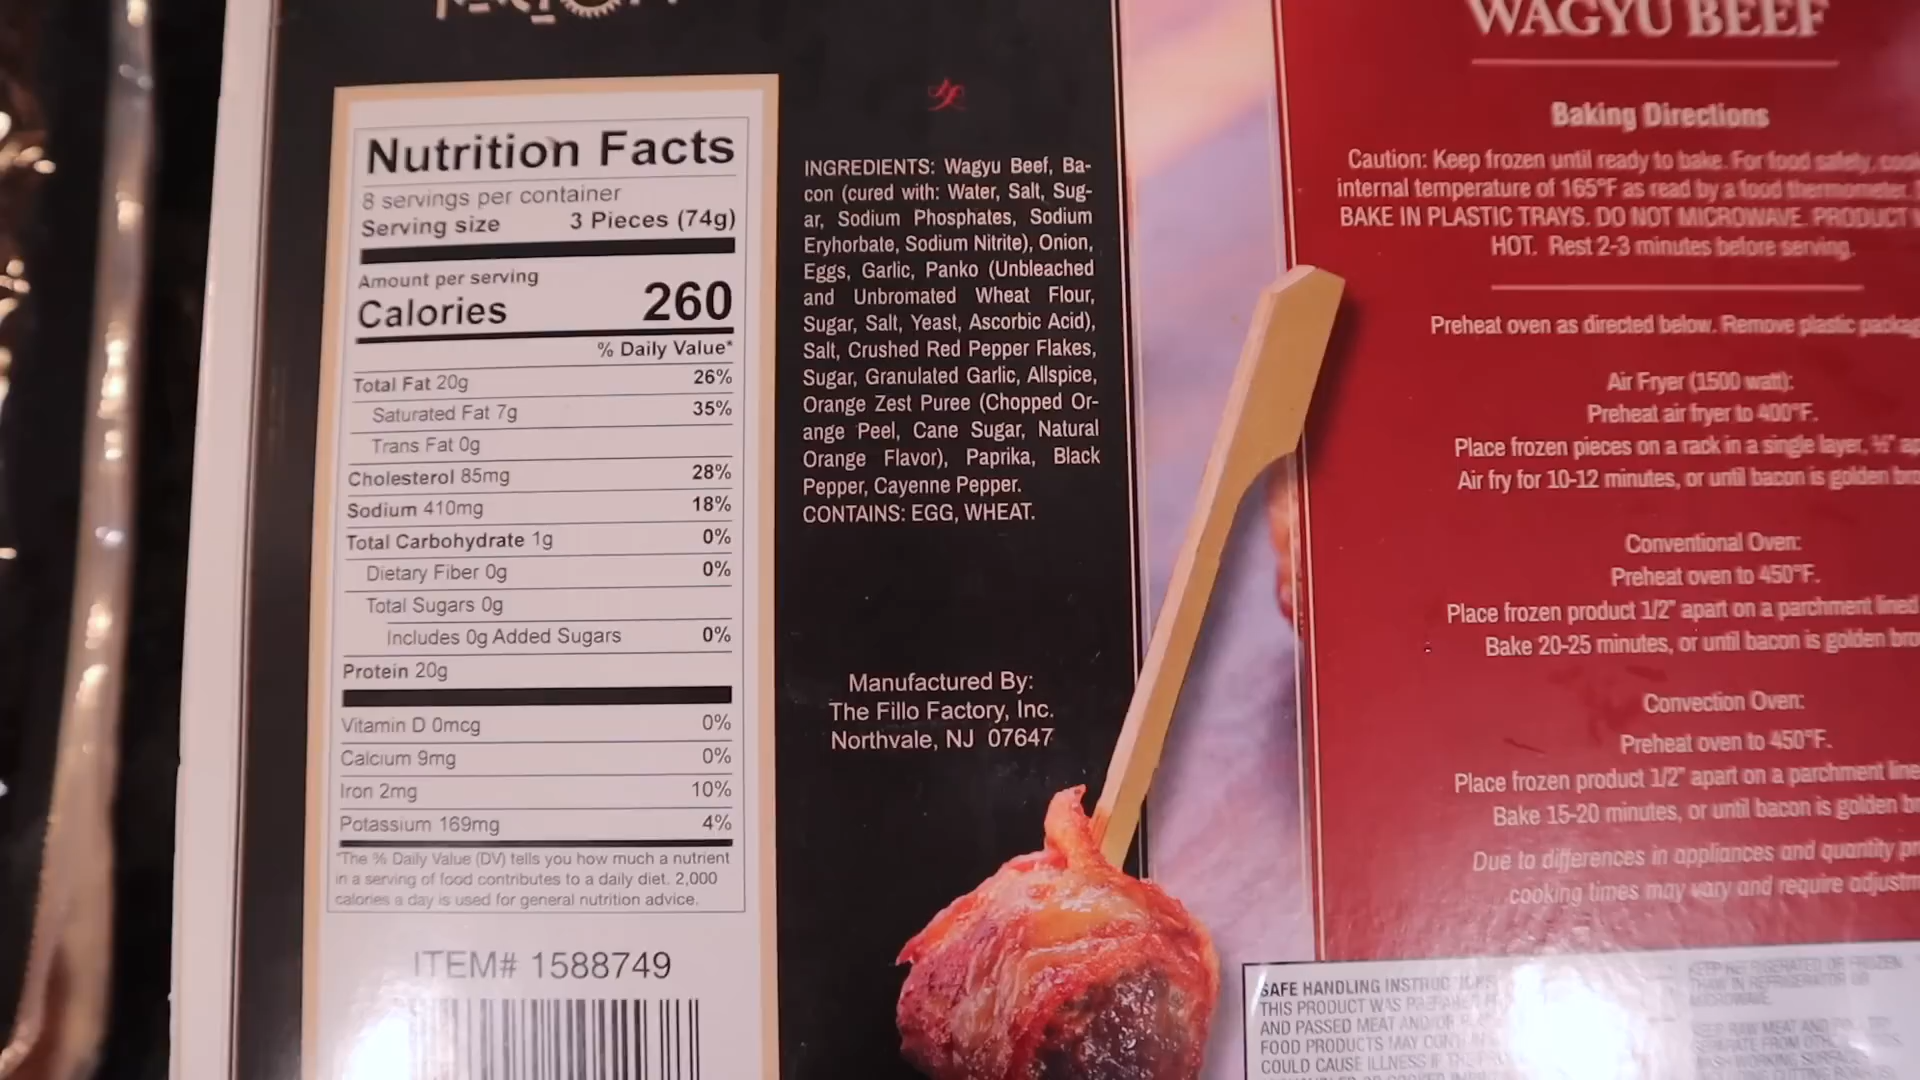 WAGYU BEEF
Nutrition Facts
8 servings per container
Serving size 3 Pieces (74g)
Amount per serving
Calories 260
% Daily Value*
Total Fat 20g 26%
Saturated Fat 7g 35%
Trans Fat 0g
Cholesterol 85mg 28%
Sodium 410mg 18%
Total Carbohydrate 1g 0%
Dietary Fiber 0g 0%
Total Sugars 0g
Includes 0g Added Sugars 0%
Protein 20g
Vitamin D 0mcg 0%
Calcium 9mg 0%
Iron 2mg 10%
Potassium 169mg 4%
*The % Daily Value (DV) tells you how much a nutrient
in a serving of food contributes to a daily diet. 2,000
calories a day is used for general nutrition advice.
ITEM# 1588749
INGREDIENTS: Wagyu Beef, Ba-
con (cured with: Water, Salt, Sug-
ar, Sodium Phosphates, Sodium
Eryhorbate, Sodium Nitrite), Onion,
Eggs, Garlic, Panko (Unbleached
and Unbromated Wheat Flour,
Sugar, Salt, Yeast, Ascorbic Acid),
Salt, Crushed Red Pepper Flakes,
Sugar, Granulated Garlic, Allspice,
Orange Zest Puree (Chopped Or-
ange Peel, Cane Sugar, Natural
Orange Flavor), Paprika, Black
Pepper, Cayenne Pepper.
CONTAINS: EGG, WHEAT.
Manufactured By:
The Fillo Factory, Inc.
Northvale, NJ 07647
Baking Directions
Caution: Keep frozen until ready to bake. For food safety, cook
internal temperature of 165°F as read by a food thermometer.
BAKE IN PLASTIC TRAYS. DO NOT MICROWAVE. PRODUCT
HOT. Rest 2-3 minutes before serving.
Preheat oven as directed below. Remove plastic packag
Air Fryer (1500 watt):
Preheat air fryer to 400°F.
Place frozen pieces on a rack in a single layer, ½" ap
Air fry for 10-12 minutes, or until bacon is golden bro
Conventional Oven:
Preheat oven to 450°F.
Place frozen product 1/2" apart on a parchment lined
Bake 20-25 minutes, or until bacon is golden bro
Convection Oven:
Preheat oven to 450°F.
Place frozen product 1/2" apart on a parchment line
Bake 15-20 minutes, or until bacon is golden br
Due to differences in appliances and quantity pr
cooking times may vary and require adjustm
SAFE HANDLING
THIS PRODUCT WAS
AND PASSED MEAT AND/OR
FOOD PRODUCTS MAY
COULD CAUSE ILLNESS IF